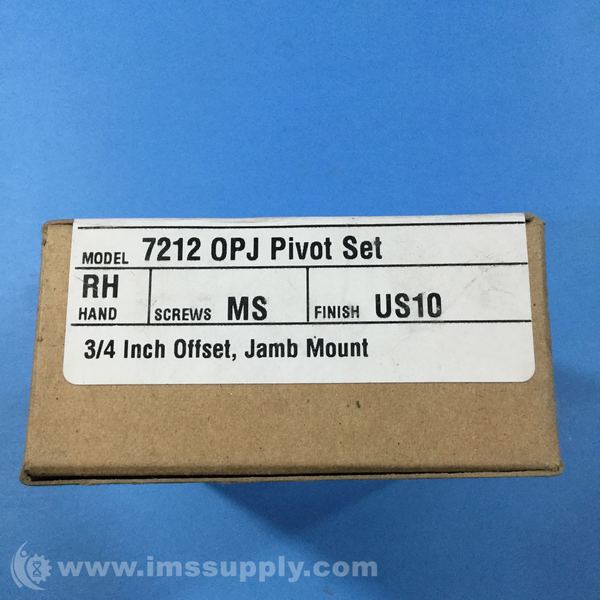 MODEL 7212 OPJ Pivot Set
RH
HAND SCREWS MS FINISH US10
3/4 Inch Offset, Jamb Mount
www.imssupply.com